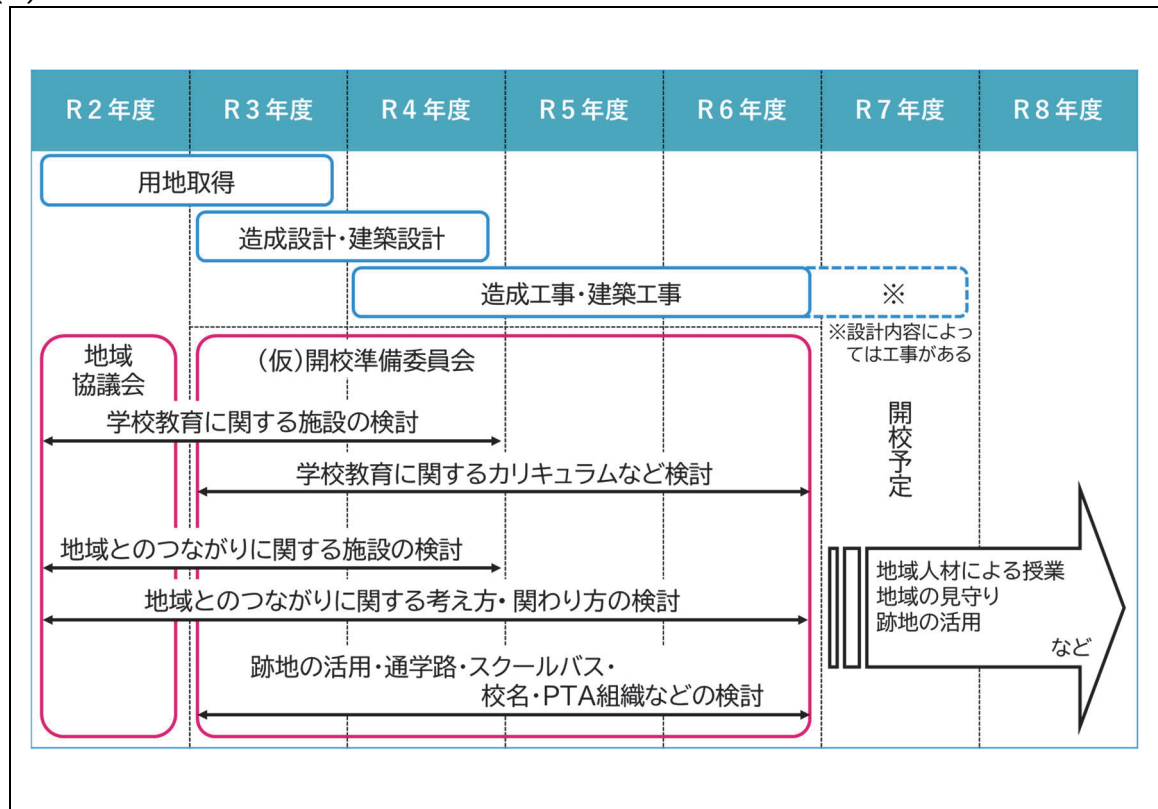 R2年度 R3年度 R4年度 R5年度 R6年度 R7年度 R8年度
用地取得
造成設計・建築設計
造成工事・建築工事
※
※設計内容によっ
ては工事がある
地域
協議会
(仮)開校準備委員会
学校教育に関する施設の検討
学校教育に関するカリキュラムなど検討
地域とのつながりに関する施設の検討
地域とのつながりに関する考え方・関わり方の検討
跡地の活用・通学路・スクールバス・
校名・PTA組織などの検討
開校予定
地域人材による授業
地域の見守り
跡地の活用
など